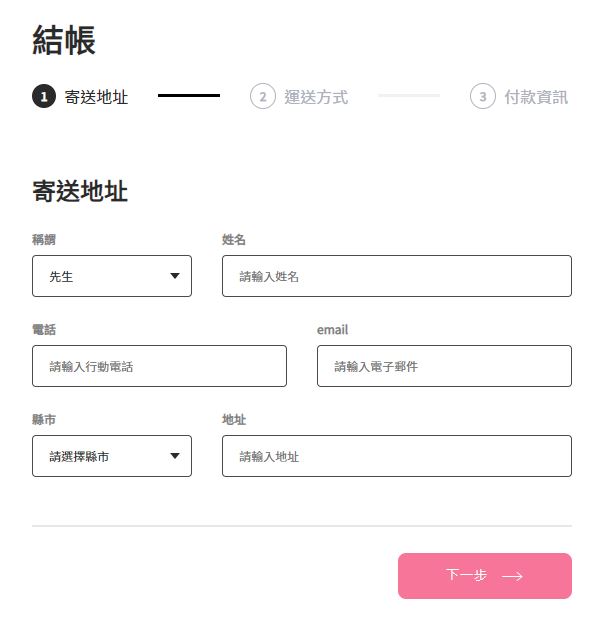 結帳
1 寄送地址 2 運送方式 3 付款資訊
寄送地址
稱謂 姓名
先生 請輸入姓名
電話 email
請輸入行動電話 請輸入電子郵件
縣市 地址
請選擇縣市 請輸入地址
下一步 →